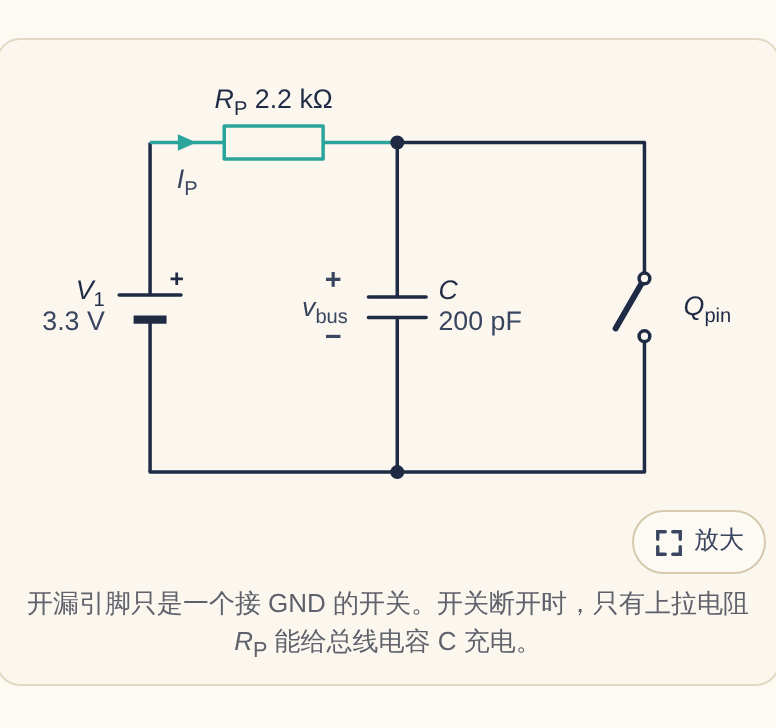 RP 2.2 kΩ
IP
V1
3.3 V
+
+
vbus
−
C
200 pF
Qpin
放大
开漏引脚只是一个接 GND 的开关。开关断开时，只有上拉电阻
RP 能给总线电容 C 充电。